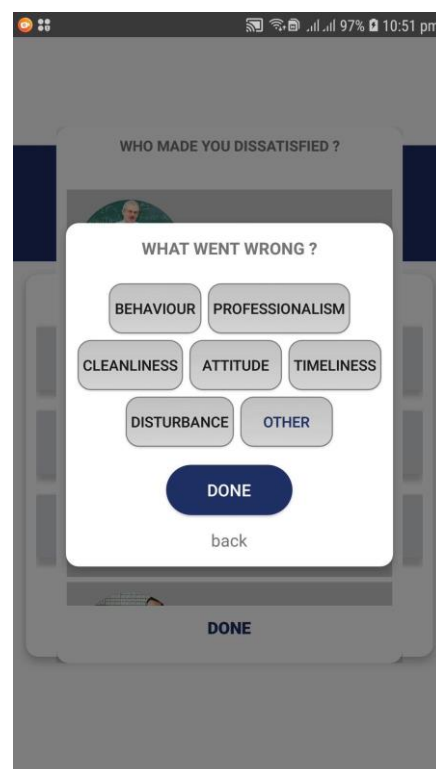 97% 10:51 pm
WHO MADE YOU DISSATISFIED ?
WHAT WENT WRONG ?
BEHAVIOUR PROFESSIONALISM
CLEANLINESS ATTITUDE TIMELINESS
DISTURBANCE OTHER
DONE
back
DONE